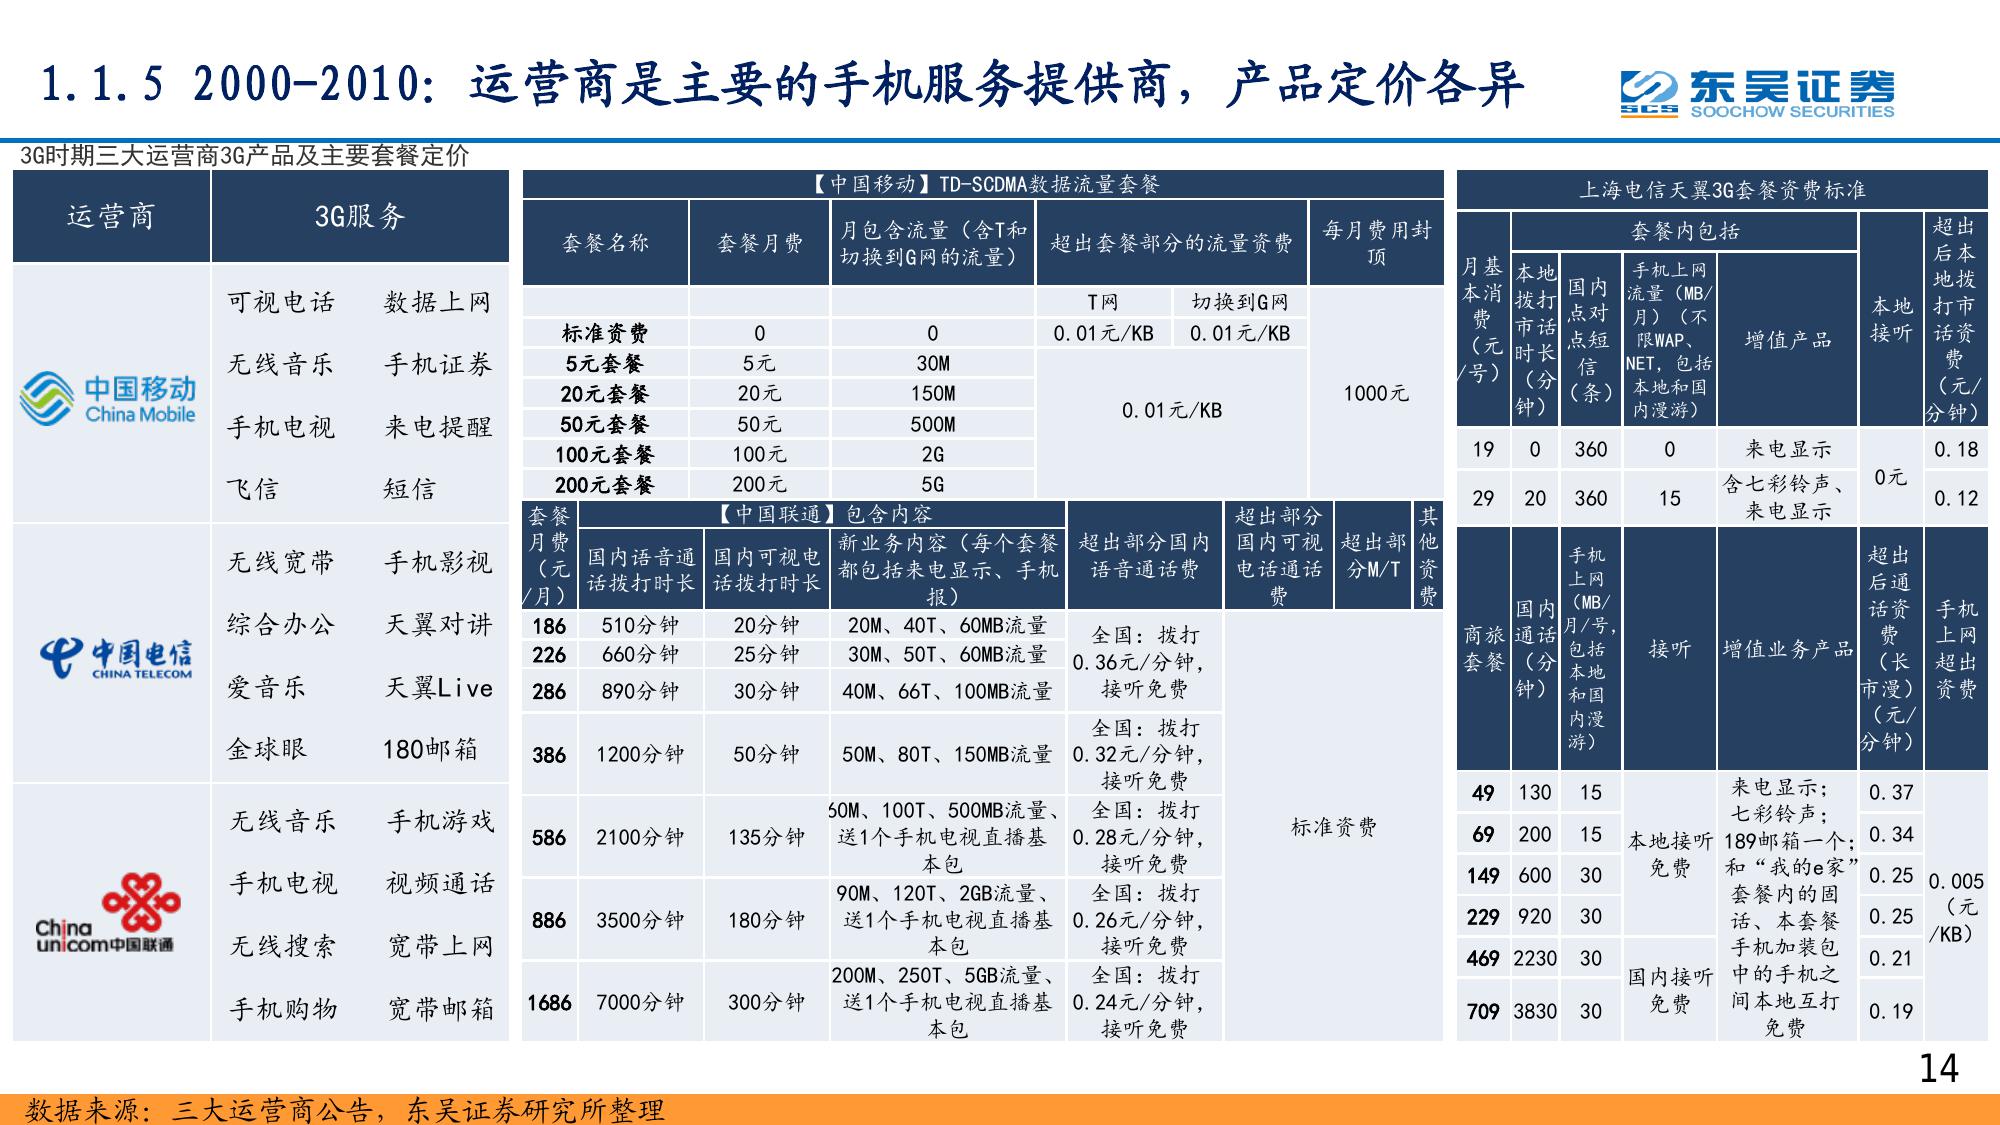 1.1.5 2000-2010：运营商是主要的手机服务提供商，产品定价各异
东吴证券
SCS
SOOCHOW SECURITIES
3G时期三大运营商3G产品及主要套餐定价
运营商 3G服务
中国移动
China Mobile
可视电话 数据上网
无线音乐 手机证券
手机电视 来电提醒
飞信 短信
中国电信
CHINA TELECOM
无线宽带 手机影视
综合办公 天翼对讲
爱音乐 天翼Live
金球眼 180邮箱
China
unicom中国联通
无线音乐 手机游戏
手机电视 视频通话
无线搜索 宽带上网
手机购物 宽带邮箱
【中国移动】TD-SCDMA数据流量套餐
套餐名称
套餐月费
月包含流量（含T和
切换到G网的流量）
超出套餐部分的流量资费
每月费用封
顶
T网 切换到G网
标准资费 0 0 0.01元/KB 0.01元/KB
5元套餐 5元 30M
20元套餐 20元 150M
50元套餐 50元 500M
100元套餐 100元 2G
200元套餐 200元 5G
0.01元/KB
1000元
套餐
月费
（元
/月）
【中国联通】包含内容
国内语音通
话拨打时长
国内可视电
话拨打时长
新业务内容（每个套餐
都包括来电显示、手机
报）
超出部分国内
语音通话费
超出部分
国内可视
电话通话
费
超出部
分M/T
其
他
资
费
186 510分钟 20分钟 20M、40T、60MB流量
226 660分钟 25分钟 30M、50T、60MB流量
286 890分钟 30分钟 40M、66T、100MB流量
全国：拨打
0.36元/分钟，
接听免费
386 1200分钟 50分钟 50M、80T、150MB流量
全国：拨打
0.32元/分钟，
接听免费
586 2100分钟 135分钟
60M、100T、500MB流量、
送1个手机电视直播基
本包
全国：拨打
0.28元/分钟，
接听免费
886 3500分钟 180分钟
90M、120T、2GB流量、
送1个手机电视直播基
本包
全国：拨打
0.26元/分钟，
接听免费
1686 7000分钟 300分钟
200M、250T、5GB流量、
送1个手机电视直播基
本包
全国：拨打
0.24元/分钟，
接听免费
标准资费
上海电信天翼3G套餐资费标准
月基
本消
费
（元
/号）
套餐内包括
本地
拨打
市话
时长
（分
钟）
国内
点对
点短
信
（条）
手机上网
流量（MB/
月）（不
限WAP、
NET，包括
本地和国
内漫游）
增值产品
本地
接听
超出
后本
地拨
打市
话资
费
（元/
分钟）
19 0 360 0 来电显示 0.18
29 20 360 15
含七彩铃声、
来电显示
0.12
0元
商旅
套餐
国内
通话
（分
钟）
手机
上网
（MB/
月/号，
包括
本地
和国
内漫
游）
接听
增值业务产品
超出
后通
话资
费
（长
市漫）
（元/
分钟）
手机
上网
超出
资费
49 130 15 0.37
69 200 15 0.34
149 600 30 0.25
229 920 30 0.25
469 2230 30 0.21
709 3830 30 0.19
本地接听
免费
国内接听
免费
来电显示；
七彩铃声；
189邮箱一个；
和“我的e家”
套餐内的固
话、本套餐
手机加装包
中的手机之
间本地互打
免费
0.005
（元
/KB）
14
数据来源：三大运营商公告，东吴证券研究所整理